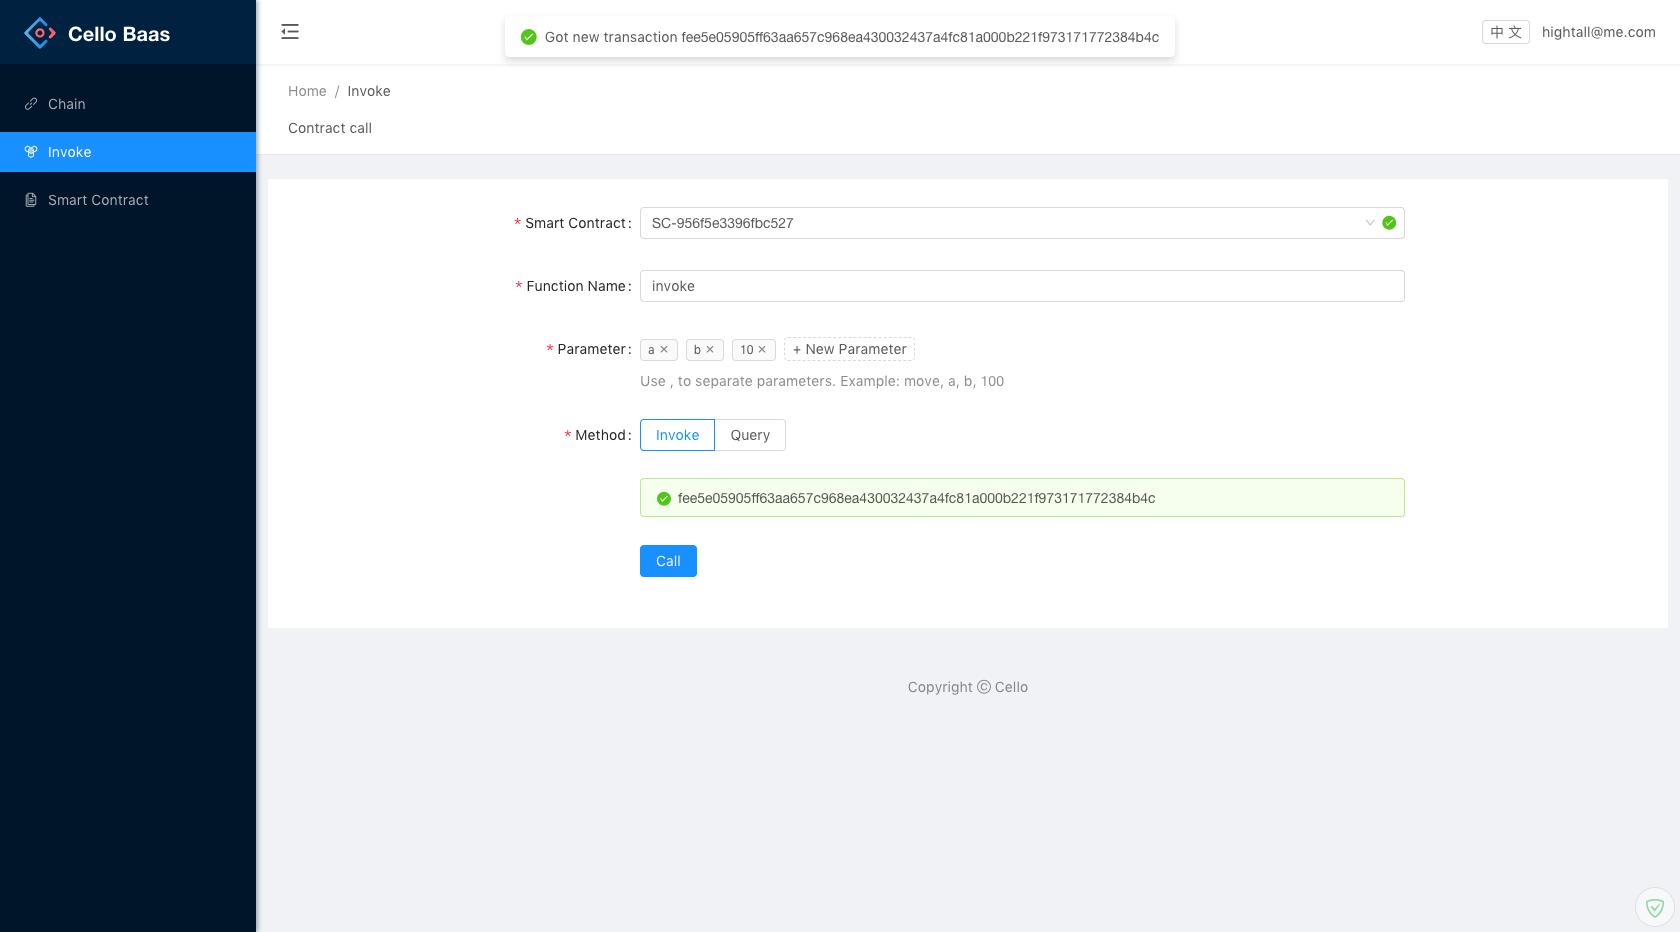 Cello Baas
Got new transaction fee5e05905ff63aa657c968ea430032437a4fc81a000b221f973171772384b4c
中 文
hightall@me.com
Chain
Invoke
Smart Contract
Home / Invoke
Contract call
* Smart Contract: SC-956f5e3396fbc527
* Function Name: invoke
* Parameter: a × b × 10 × + New Parameter
Use , to separate parameters. Example: move, a, b, 100
* Method: Invoke Query
fee5e05905ff63aa657c968ea430032437a4fc81a000b221f973171772384b4c
Call
Copyright © Cello